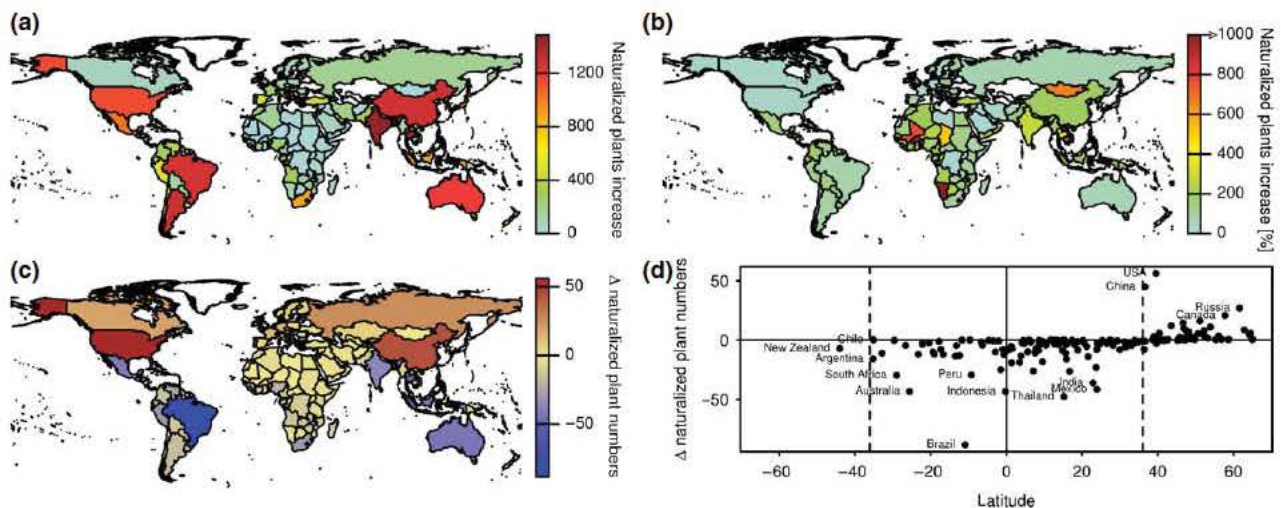 (a)
Naturalized plants increase
1200
800
400
0
(b)
Naturalized plants increase [%]
>1000
800
600
400
200
0
(c)
Δ naturalized plant numbers
50
0
−50
(d)
Δ naturalized plant numbers
50
0
−50
USA
China
Russia
Canada
Chile
New Zealand
Argentina
South Africa
Peru
India
Mexico
Australia
Indonesia
Thailand
Brazil
−60 −40 −20 0 20 40 60
Latitude